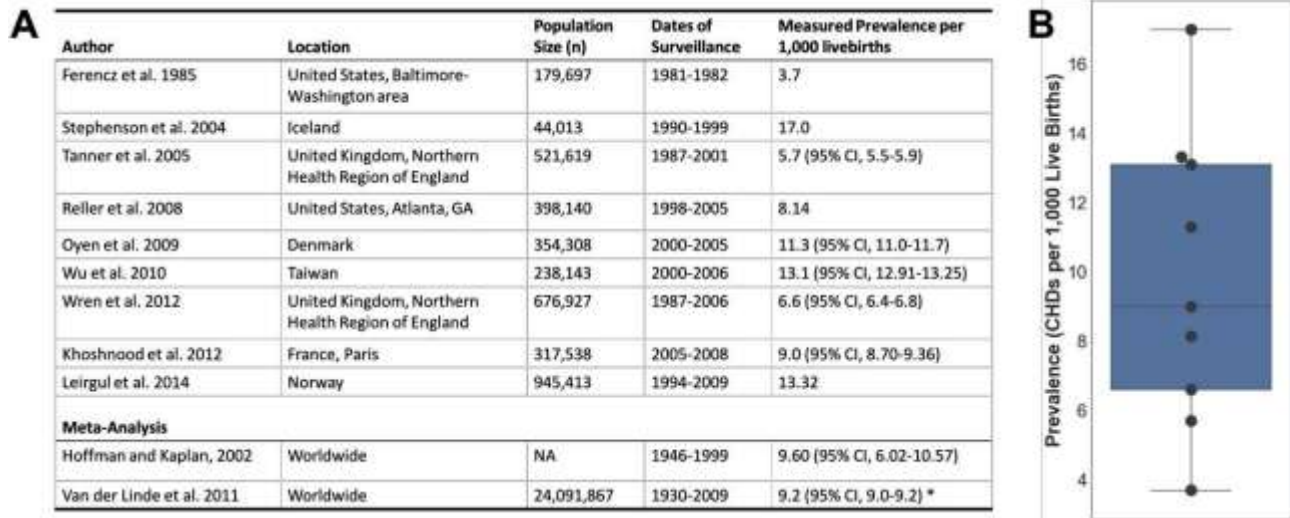 A
Author Location Population Size (n) Dates of Surveillance Measured Prevalence per 1,000 livebirths
Ferencz et al. 1985 United States, Baltimore-Washington area 179,697 1981-1982 3.7
Stephenson et al. 2004 Iceland 44,013 1990-1999 17.0
Tanner et al. 2005 United Kingdom, Northern Health Region of England 521,619 1987-2001 5.7 (95% CI, 5.5-5.9)
Reller et al. 2008 United States, Atlanta, GA 398,140 1998-2005 8.14
Oyen et al. 2009 Denmark 354,308 2000-2005 11.3 (95% CI, 11.0-11.7)
Wu et al. 2010 Taiwan 238,143 2000-2006 13.1 (95% CI, 12.91-13.25)
Wren et al. 2012 United Kingdom, Northern Health Region of England 676,927 1987-2006 6.6 (95% CI, 6.4-6.8)
Khoshnood et al. 2012 France, Paris 317,538 2005-2008 9.0 (95% CI, 8.70-9.36)
Leirgul et al. 2014 Norway 945,413 1994-2009 13.32
Meta-Analysis
Hoffman and Kaplan, 2002 Worldwide NA 1946-1999 9.60 (95% CI, 6.02-10.57)
Van der Linde et al. 2011 Worldwide 24,091,867 1930-2009 9.2 (95% CI, 9.0-9.2) *
B
Prevalence (CHDs per 1,000 Live Births)
16
14
12
10
8
6
4